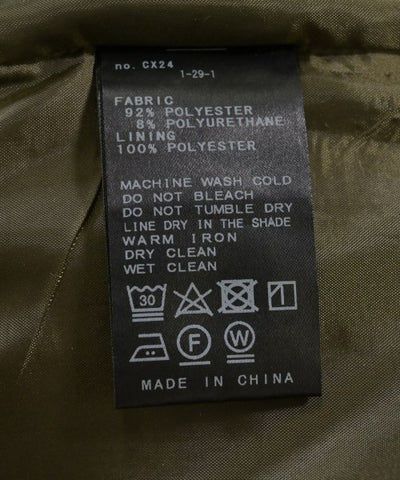 no. CX24
1-29-1
FABRIC
92% POLYESTER
8% POLYURETHANE
LINING
100% POLYESTER
MACHINE WASH COLD
DO NOT BLEACH
DO NOT TUMBLE DRY
LINE DRY IN THE SHADE
WARM IRON
DRY CLEAN
WET CLEAN
30
F W
MADE IN CHINA